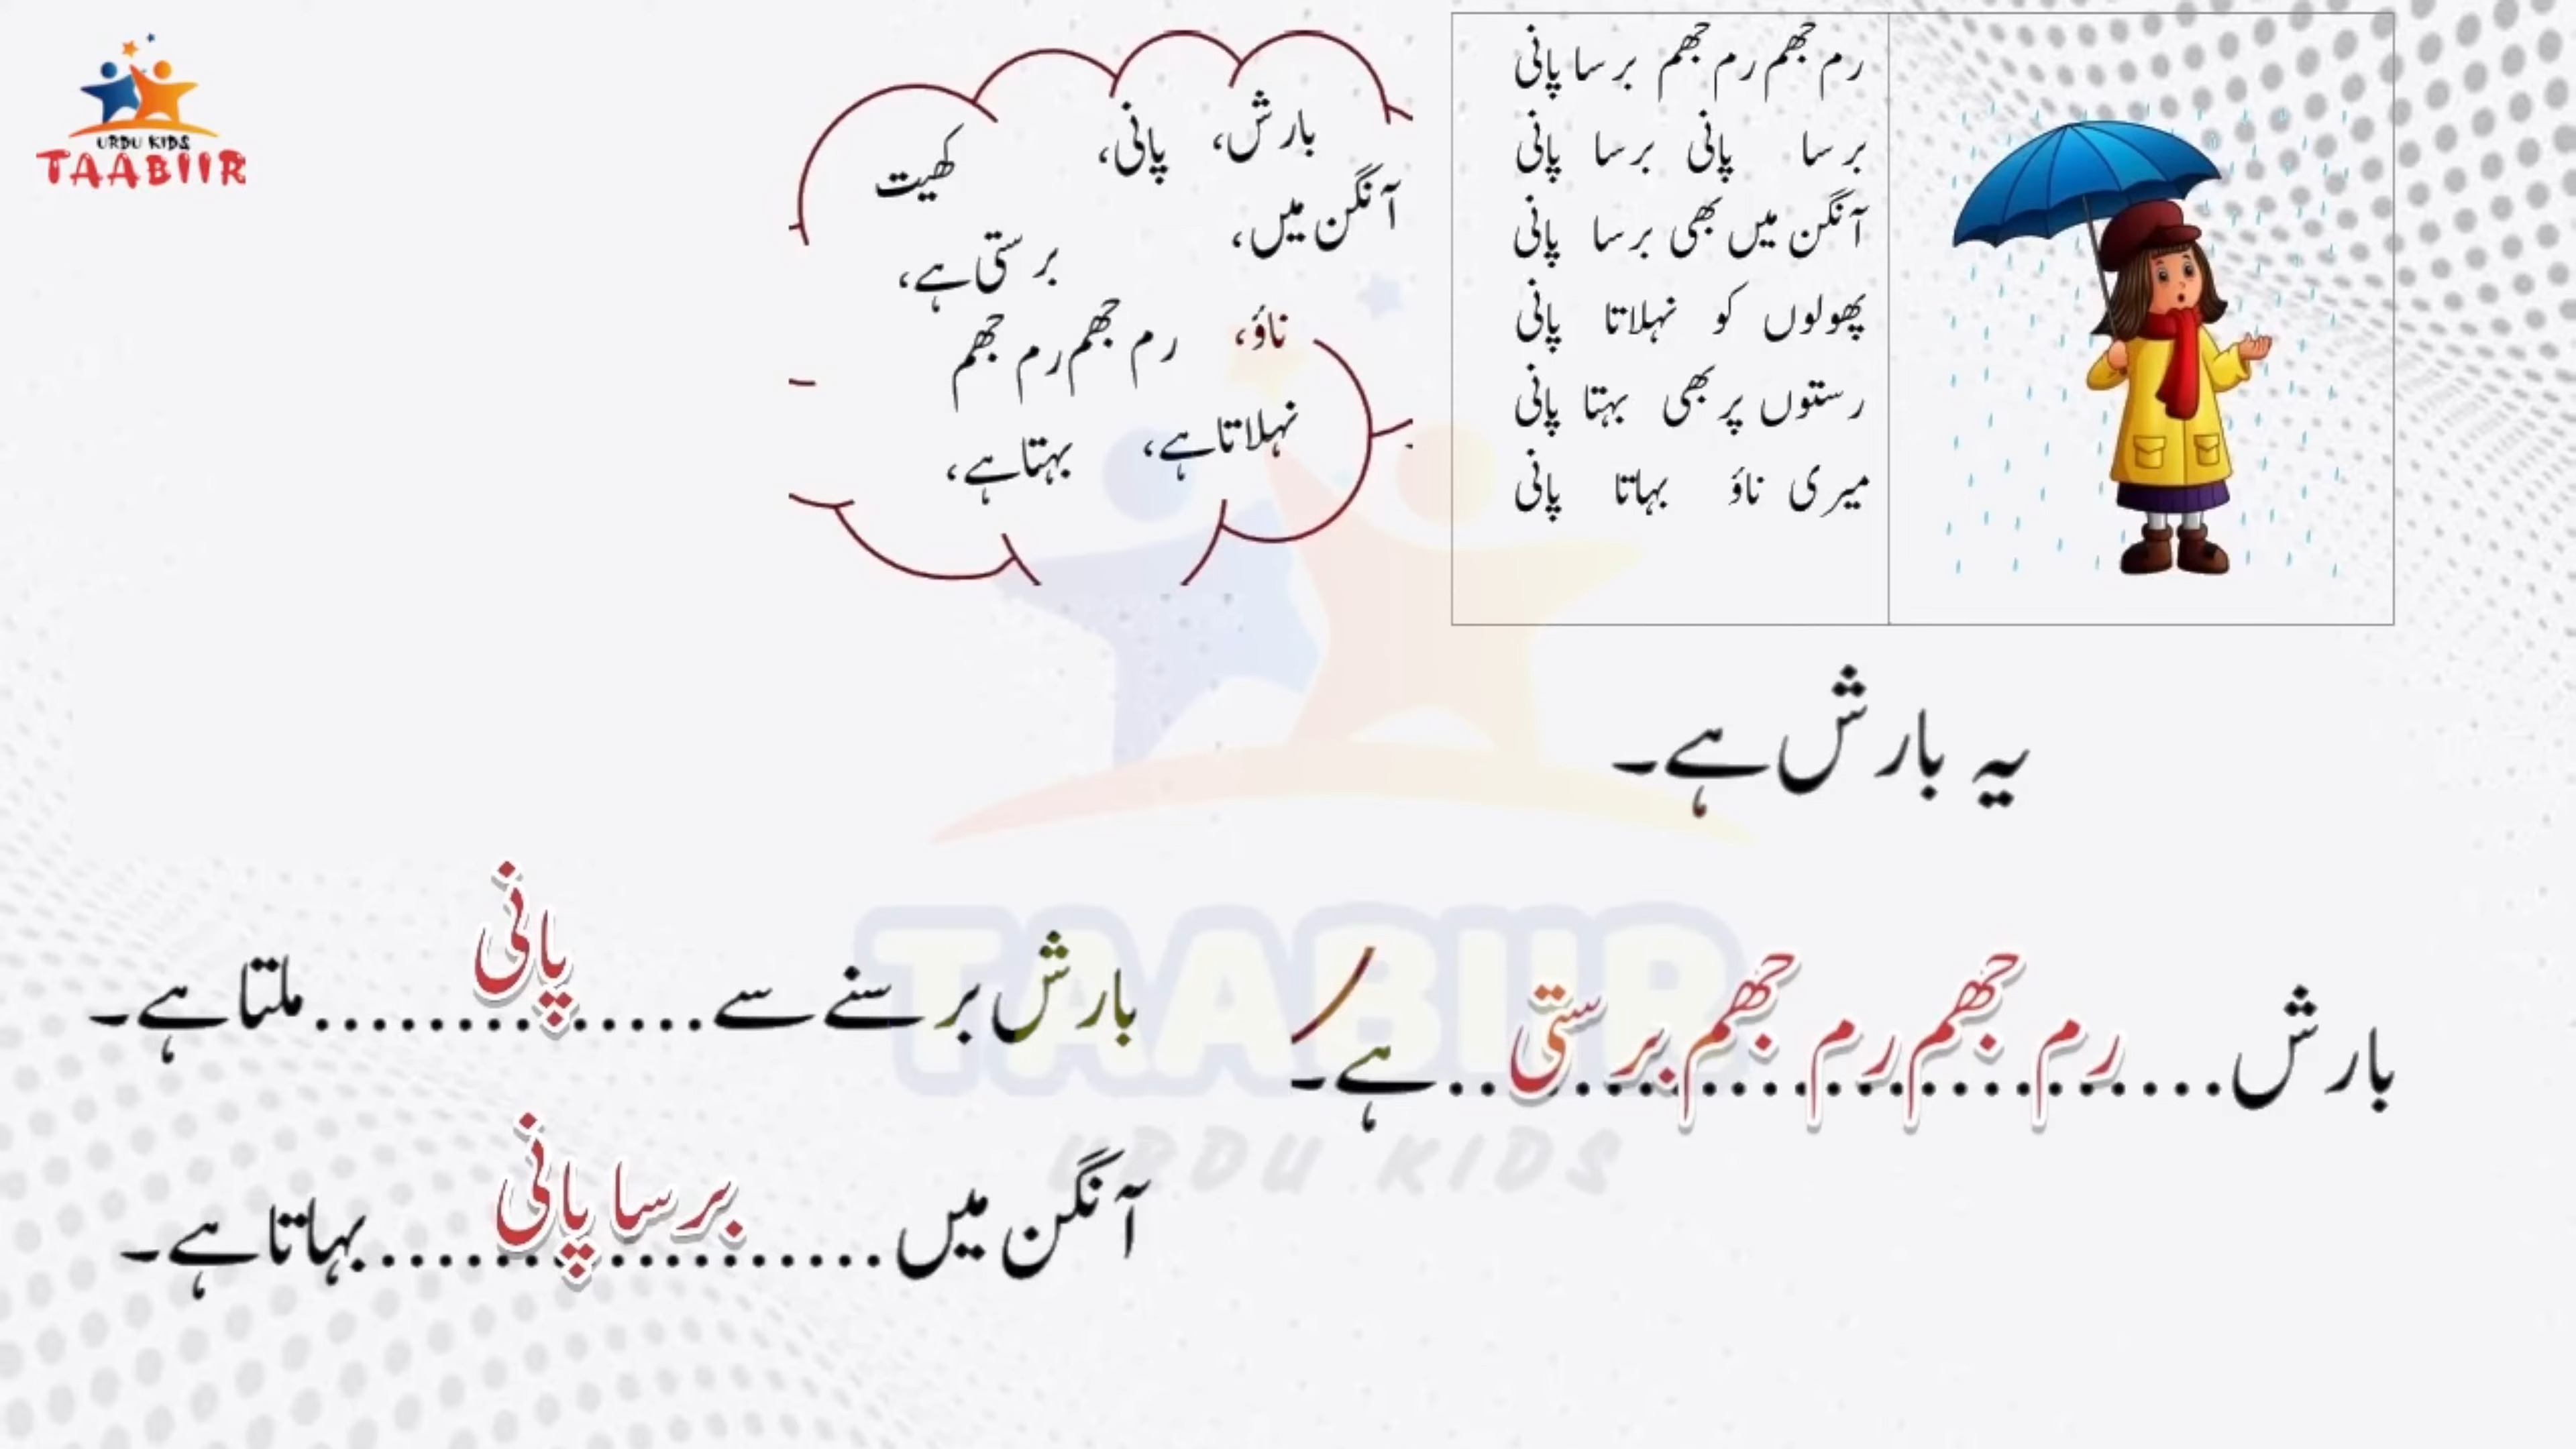 URDU KIDS
TAABIIR
رم جھم رم جھم برسا پانی
برسا پانی برسا پانی
آنگن میں بھی برسا پانی
پھولوں کو نہلاتا پانی
رستوں پر بھی بہتا پانی
میری ناؤ بہاتا پانی
بارش، پانی، کھیت
آنگن میں، برستی ہے،
ناؤ، رم جھم رم جھم
نہلاتا ہے، بہتا ہے،
یہ بارش ہے۔
بارش....رم جھم رم جھم برستی..ہے۔
بارش برسنے سے.....پانی........ملتا ہے۔
آنگن میں.....برسا پانی.....بہاتا ہے۔
TAABIIR
URDU KIDS